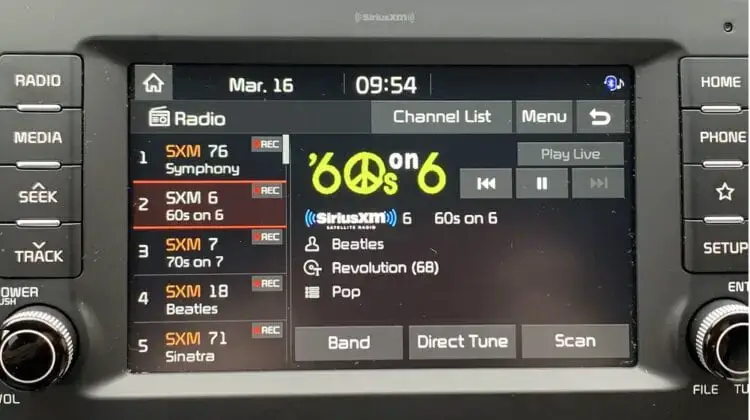 ((SiriusXM))
RADIO
MEDIA
SEEK
TRACK
POWER
PUSH
VOL
Mar. 16
09:54
Radio
Channel List
Menu
1 SXM 76 REC
Symphony
2 SXM 6 REC
60s on 6
3 SXM 7 REC
70s on 7
4 SXM 18 REC
Beatles
5 SXM 71 REC
Sinatra
'60s on 6
Play Live
((SiriusXM)) 6 60s on 6
SATELLITE RADIO
Beatles
Revolution (68)
Pop
Band
Direct Tune
Scan
HOME
PHONE
SETUP
ENT
FILE TU